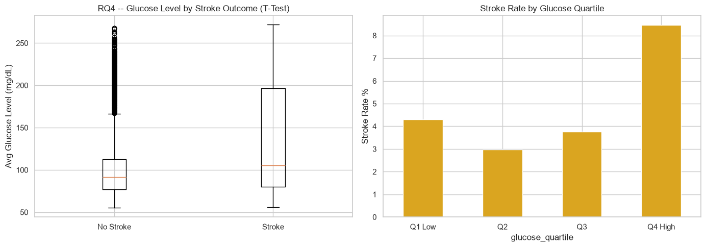 RQ4 -- Glucose Level by Stroke Outcome (T-Test)
Avg Glucose Level (mg/dL)
250
200
150
100
50
No Stroke
Stroke
Stroke Rate by Glucose Quartile
Stroke Rate %
8
7
6
5
4
3
2
1
0
Q1 Low
Q2
Q3
Q4 High
glucose_quartile